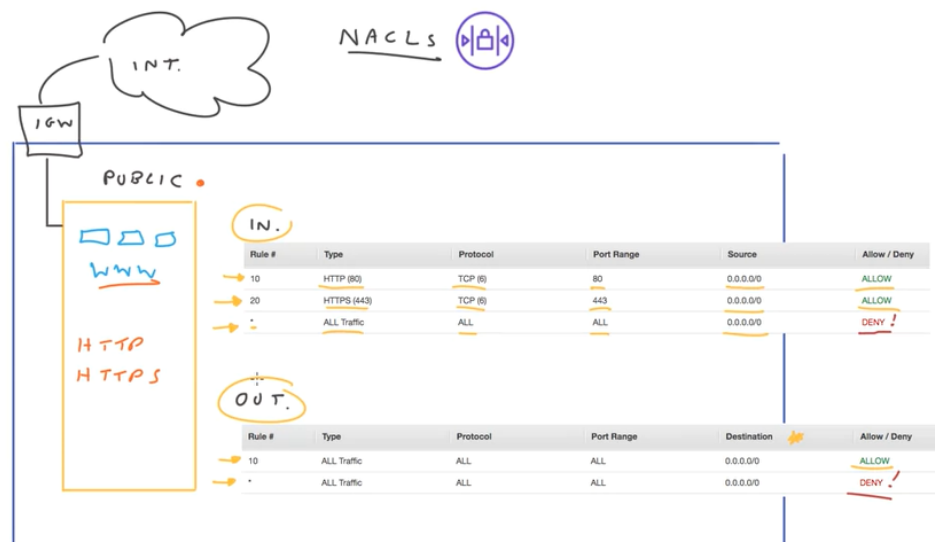 INT.
NACLS
IGW
PUBLIC
WWW
HTTP
HTTPS
IN.
Rule # Type Protocol Port Range Source Allow / Deny
10 HTTP (80) TCP (6) 80 0.0.0.0/0 ALLOW
20 HTTPS (443) TCP (6) 443 0.0.0.0/0 ALLOW
* ALL Traffic ALL ALL 0.0.0.0/0 DENY !
OUT.
Rule # Type Protocol Port Range Destination Allow / Deny
10 ALL Traffic ALL ALL 0.0.0.0/0 ALLOW
* ALL Traffic ALL ALL 0.0.0.0/0 DENY !